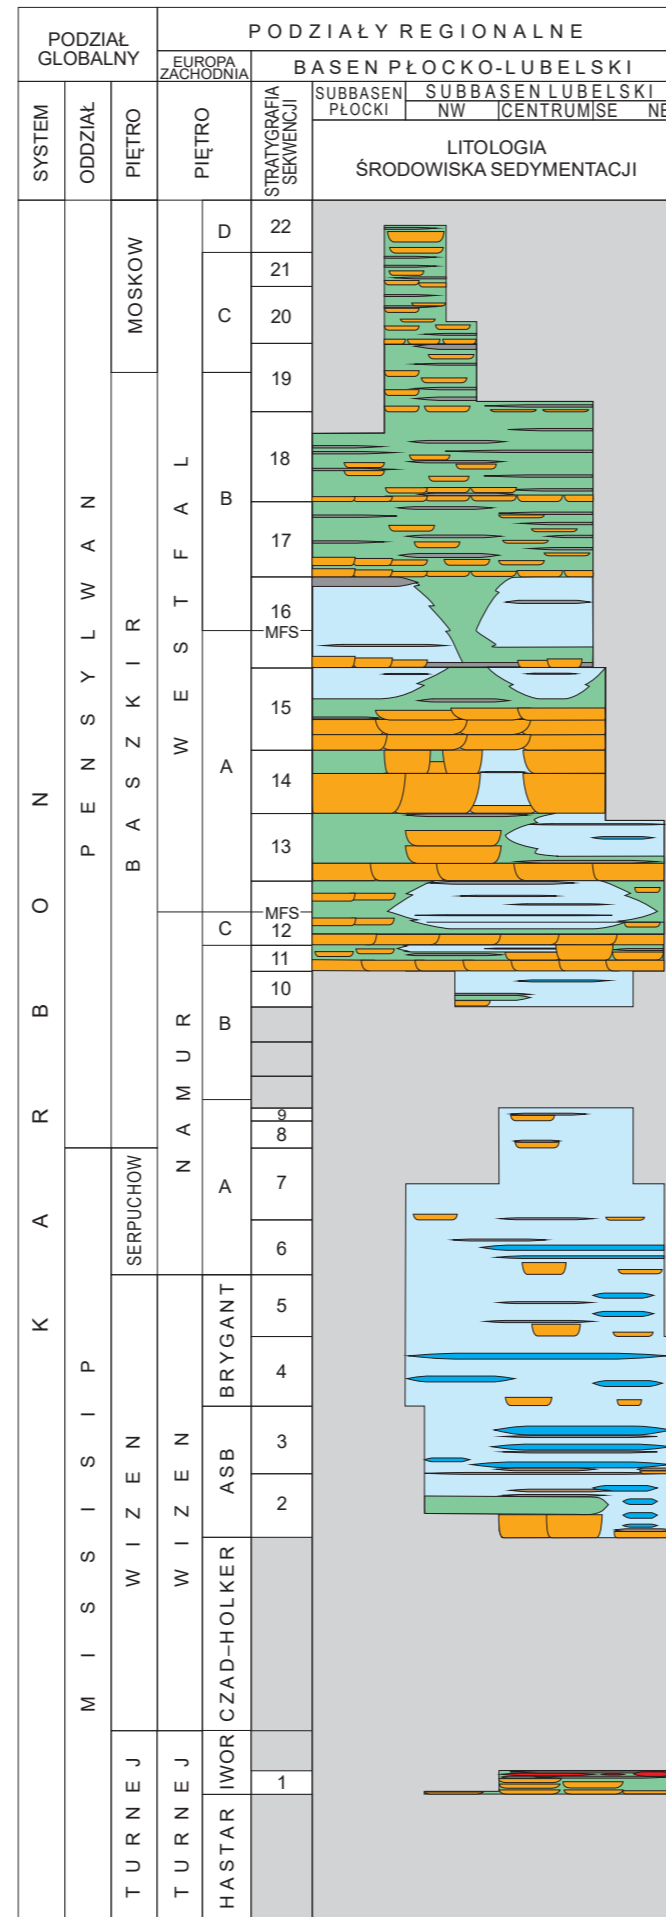 PODZIAŁ
GLOBALNY
PODZIAŁY REGIONALNE
EUROPA
ZACHODNIA
BASEN PŁOCKO-LUBELSKI
SYSTEM
ODDZIAŁ
PIĘTRO
PIĘTRO
STRATYGRAFIA
SEKWENCJI
SUBBASEN
PŁOCKI
SUBBASEN LUBELSKI
NW
CENTRUM
SE
NE
LITOLOGIA
ŚRODOWISKA SEDYMENTACJI
KARBON
PENSYLWAN
MISSISIP
MOSKOW
BASZKIR
SERPUCHOW
WIZEN
TURNEJ
WESTFAL
NAMUR
WIZEN
TURNEJ
D
C
B
A
C
B
A
BRYGANT
ASB
CZAD–HOLKER
IWOR
HASTAR
22
21
20
19
18
17
16
MFS
15
14
13
MFS
12
11
10
9
8
7
6
5
4
3
2
1